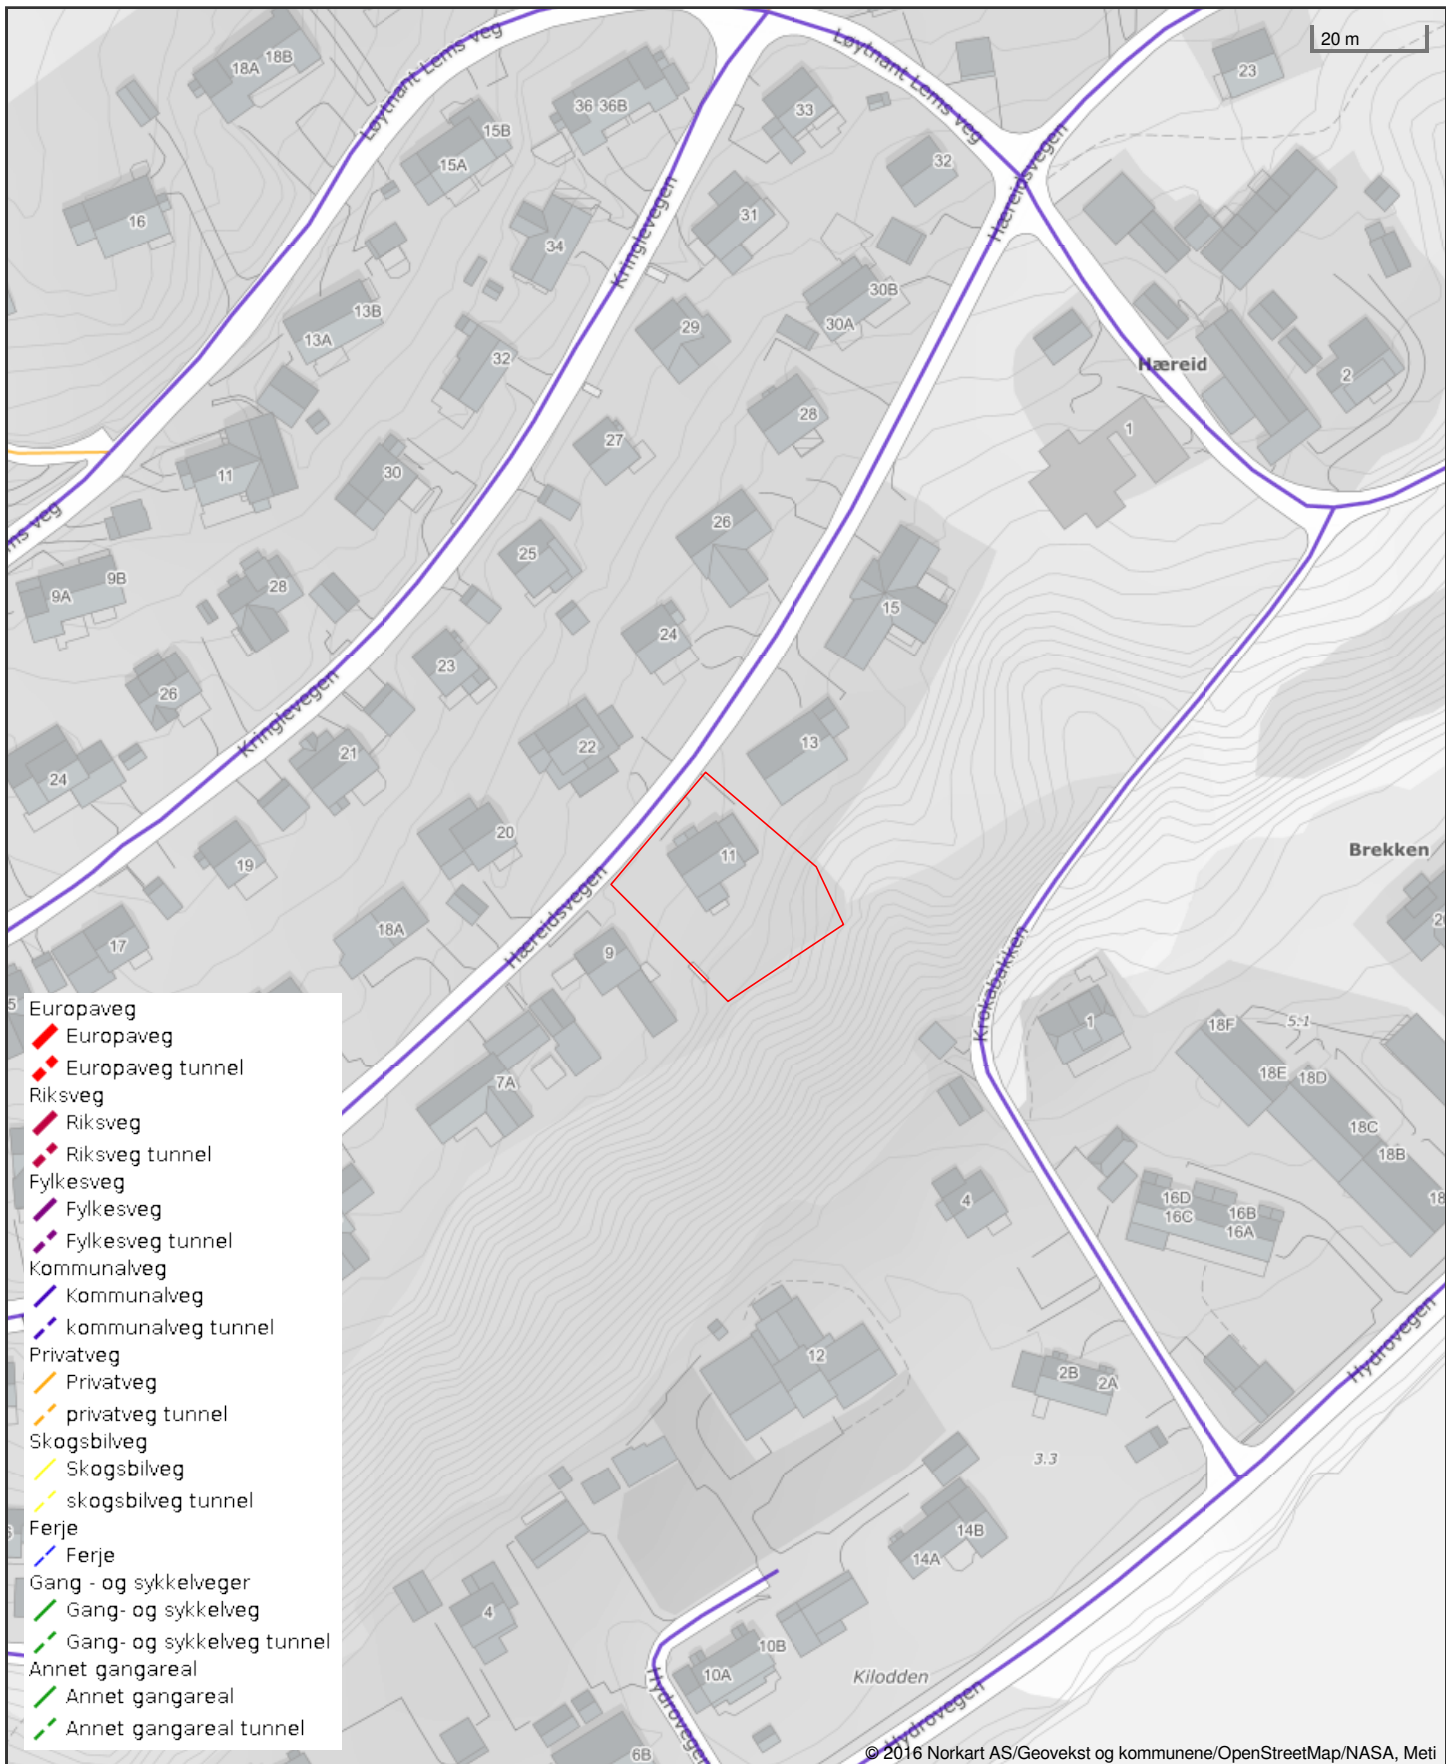 20 m
Løytnant Lems veg
Løytnant Lems veg
18A
18B
23
36
36B
33
15B
15A
32
16
31
34
Kringlevegen
Hæreidsvegen
30B
30A
13B
13A
29
32
Hæreid
2
28
1
27
11
30
26
25
ms veg
9B
9A
28
15
24
23
26
Kringlevegen
13
22
21
24
20
19
11
Brekken
Hæreidsvegen
18A
17
9
Krokabakken
1
18F
5.1
18E
18D
7A
18C
18B
16D
16C
16B
16A
4
12
2B
2A
Hydrovegen
3.3
14B
14A
4
10B
10A
Kilodden
Hydrovegen
Hydrovegen
6B
Europaveg
Europaveg
Europaveg tunnel
Riksveg
Riksveg
Riksveg tunnel
Fylkesveg
Fylkesveg
Fylkesveg tunnel
Kommunalveg
Kommunalveg
kommunalveg tunnel
Privatveg
Privatveg
privatveg tunnel
Skogsbilveg
Skogsbilveg
skogsbilveg tunnel
Ferje
Ferje
Gang - og sykkelveger
Gang- og sykkelveg
Gang- og sykkelveg tunnel
Annet gangareal
Annet gangareal
Annet gangareal tunnel
© 2016 Norkart AS/Geovekst og kommunene/OpenStreetMap/NASA, Meti